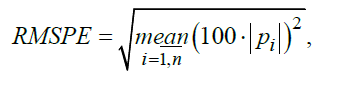 RMSPE = √(mean_{i=1,n}(100·|p_i|)²),